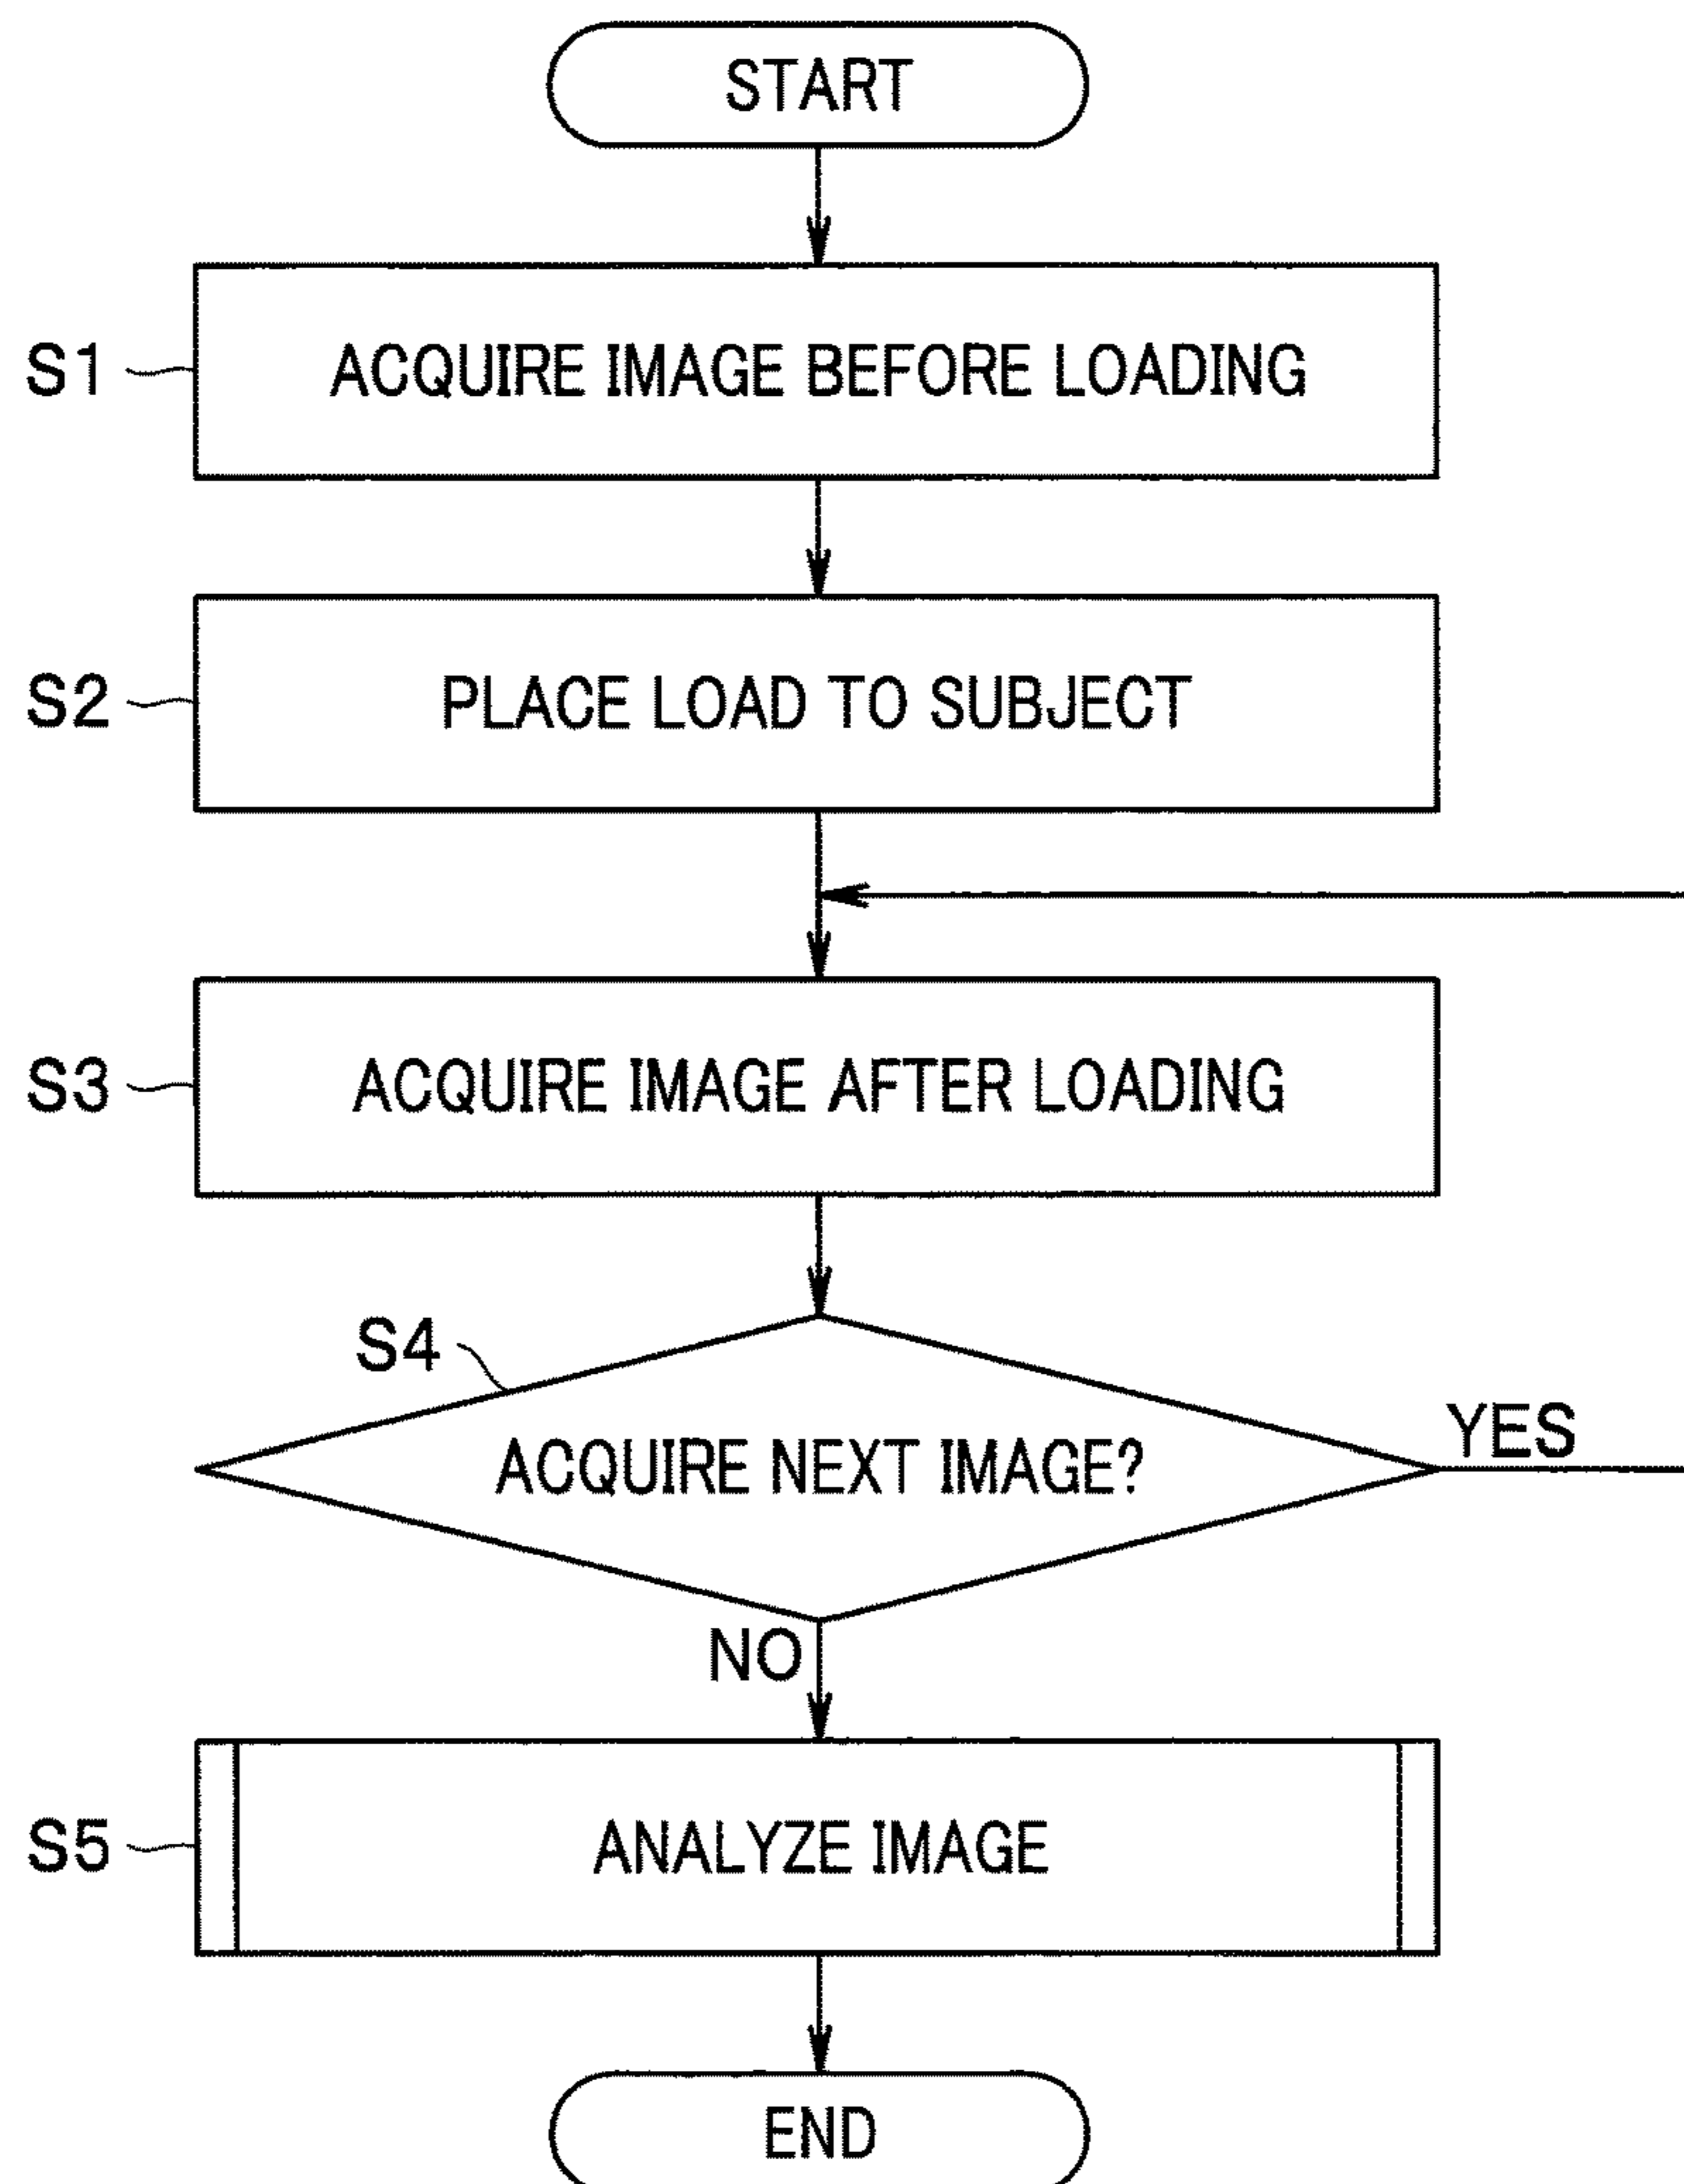 START
S1
ACQUIRE IMAGE BEFORE LOADING
S2
PLACE LOAD TO SUBJECT
S3
ACQUIRE IMAGE AFTER LOADING
S4
ACQUIRE NEXT IMAGE?
YES
NO
S5
ANALYZE IMAGE
END